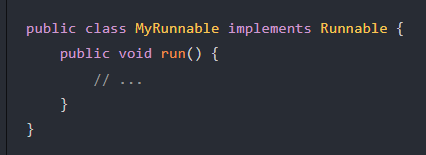 public class MyRunnable implements Runnable {
    public void run() {
        // ...
    }
}